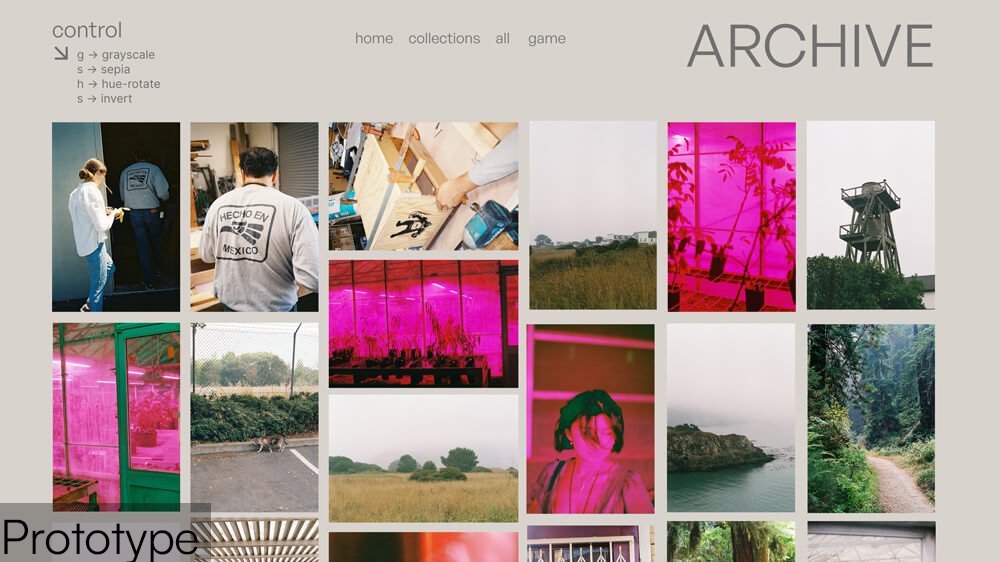 control
g → grayscale
s → sepia
h → hue-rotate
s → invert
home collections all game
ARCHIVE
HECHO EN
MEXICO
HECHO EN
MEXICO
Prototype